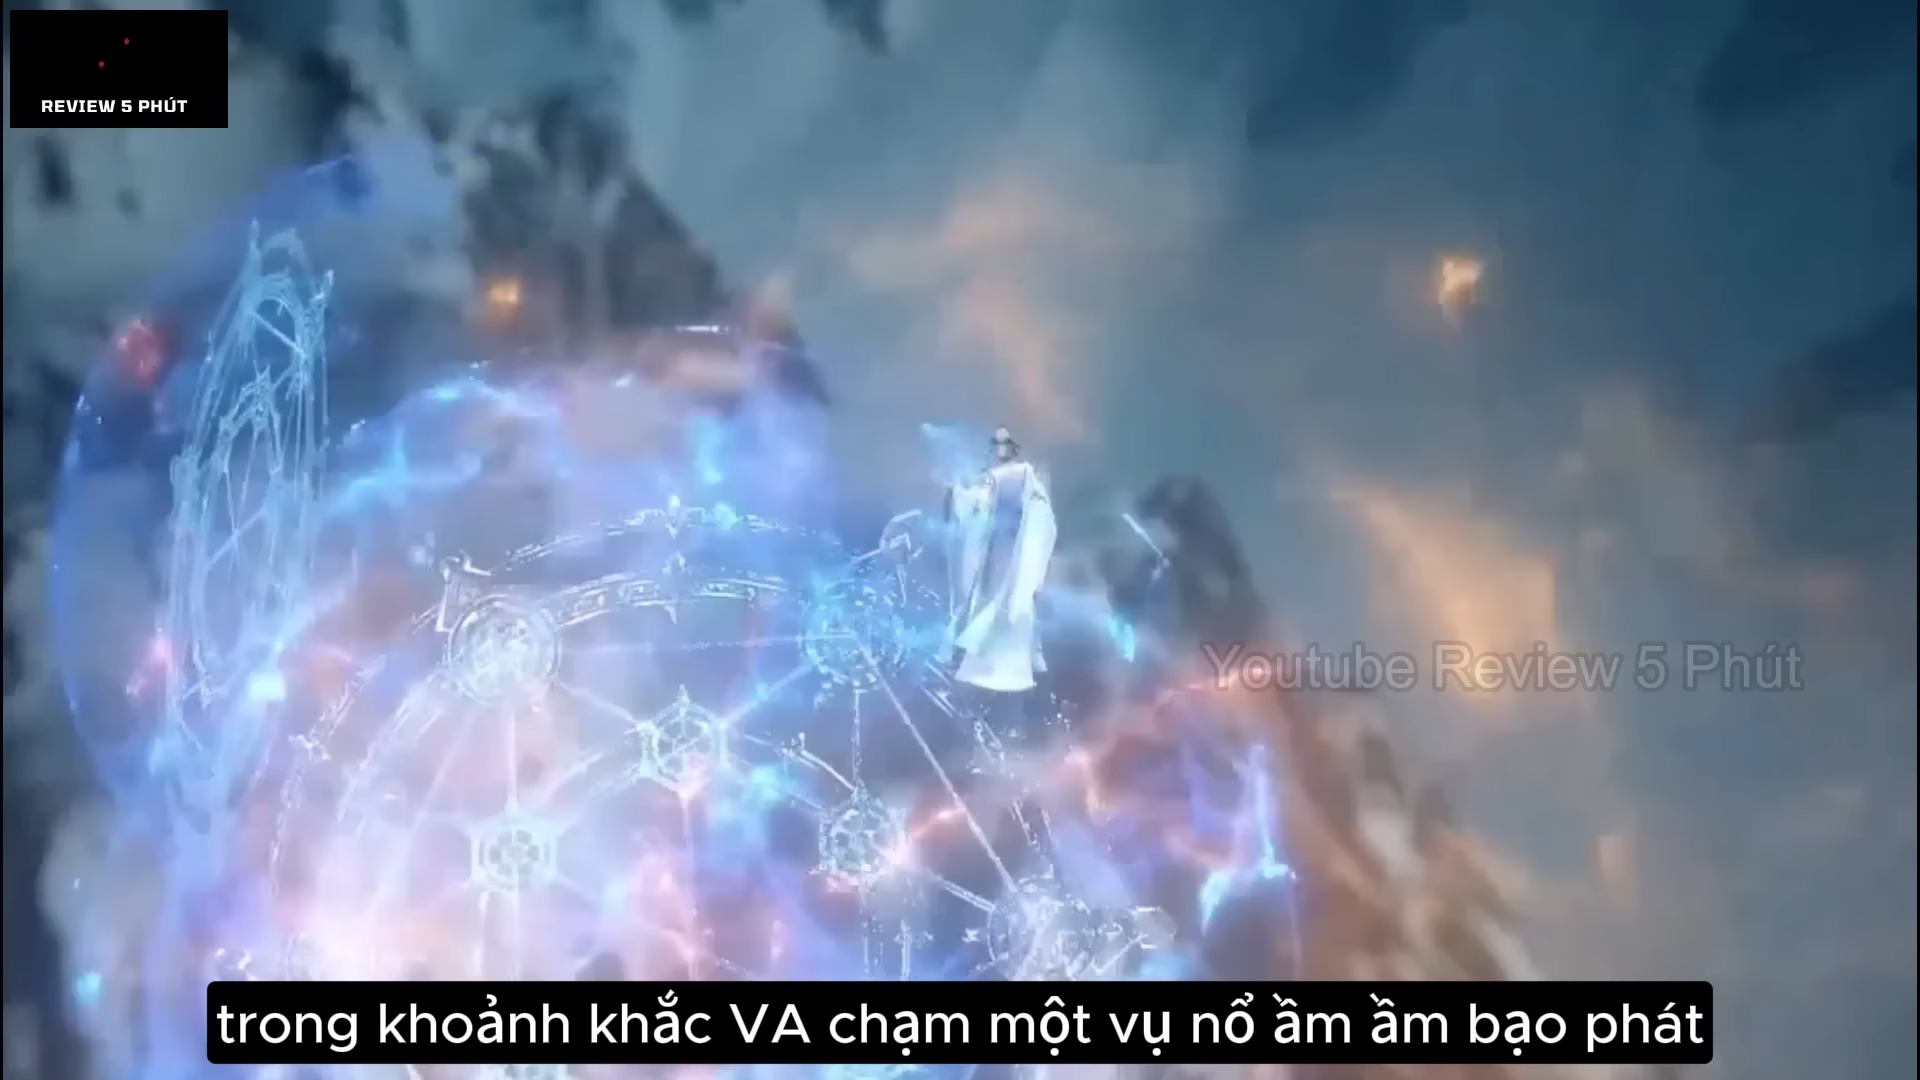 REVIEW 5 PHÚT
Youtube Review 5 Phút
trong khoảnh khắc VA chạm một vụ nổ ầm ầm bạo phát